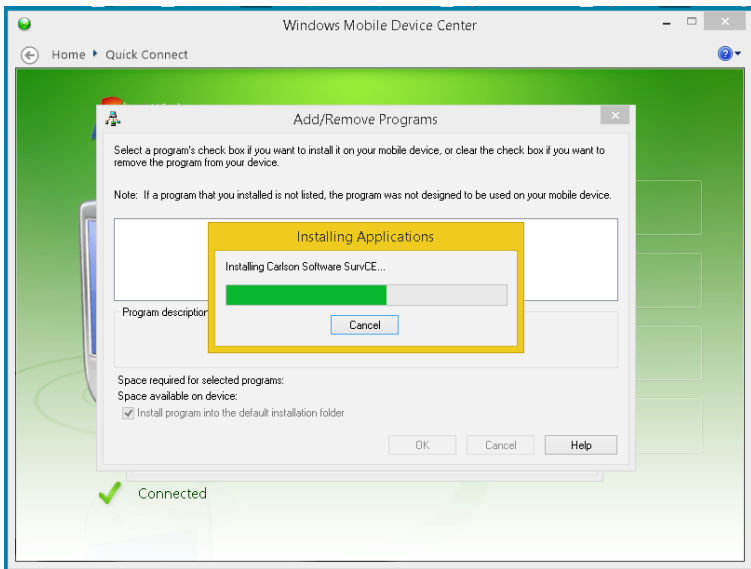 Windows Mobile Device Center
Home Quick Connect
Add/Remove Programs
Select a program's check box if you want to install it on your mobile device, or clear the check box if you want to
remove the program from your device.
Note: If a program that you installed is not listed, the program was not designed to be used on your mobile device.
Installing Applications
Installing Carlson Software SurvCE...
Cancel
Program description
Space required for selected programs:
Space available on device:
Install program into the default installation folder
OK Cancel Help
Connected